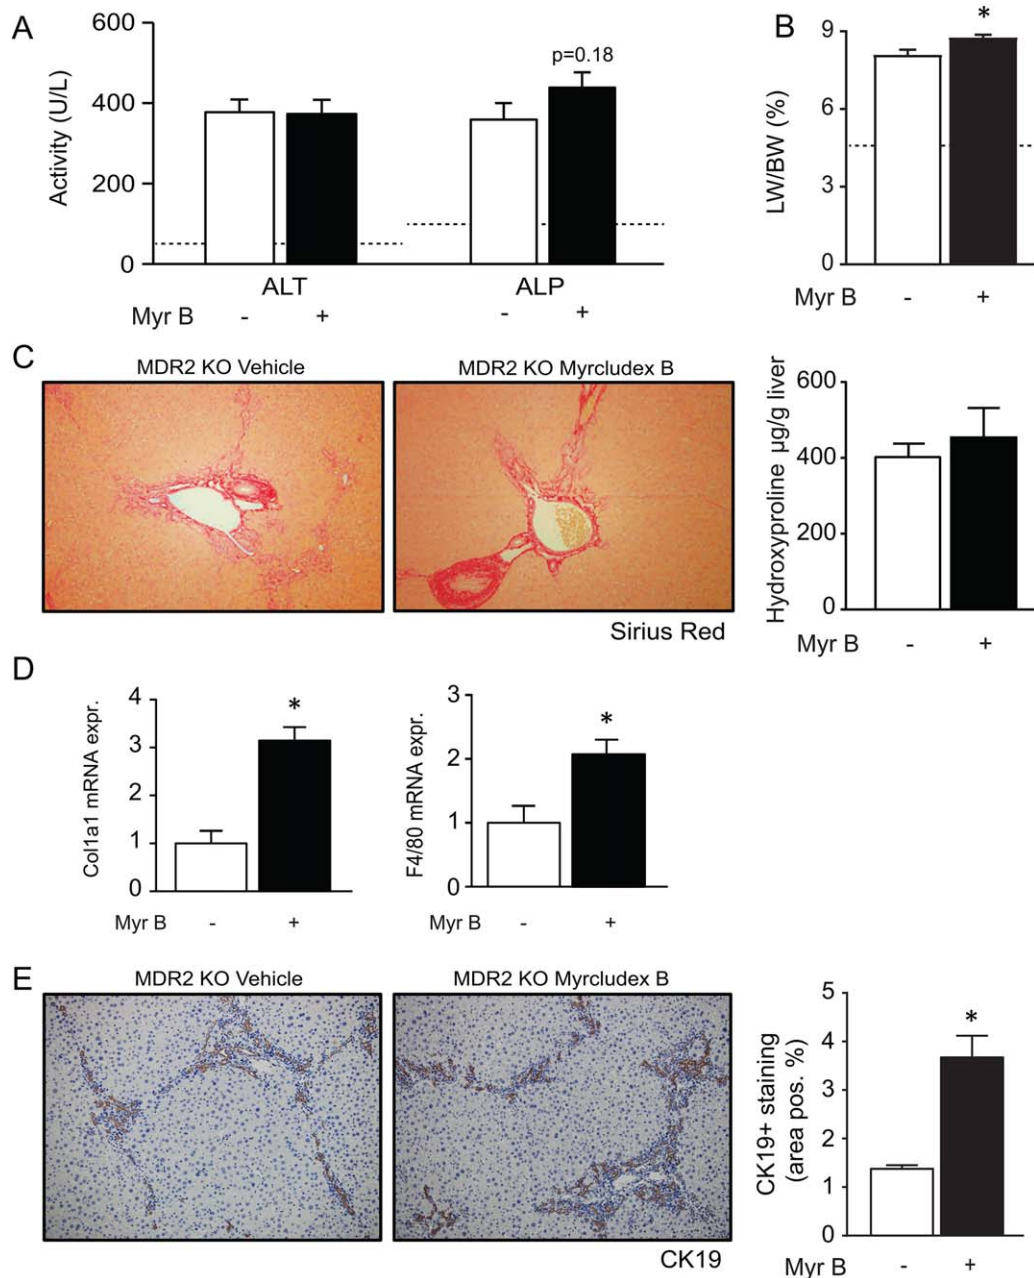 A
600
400
200
0
Activity (U/L)
p=0.18
ALT
ALP
Myr B - + - +
B
9
6
3
0
LW/BW (%)
*
Myr B - +
C
MDR2 KO Vehicle
MDR2 KO Myrcludex B
Sirius Red
600
400
200
0
Hydroxyproline µg/g liver
Myr B - +
D
4
3
2
1
0
Col1a1 mRNA expr.
*
Myr B - +
3
2
1
0
F4/80 mRNA expr.
*
Myr B - +
E
MDR2 KO Vehicle
MDR2 KO Myrcludex B
CK19
5
4
3
2
1
0
CK19+ staining
(area pos. %)
*
Myr B - +